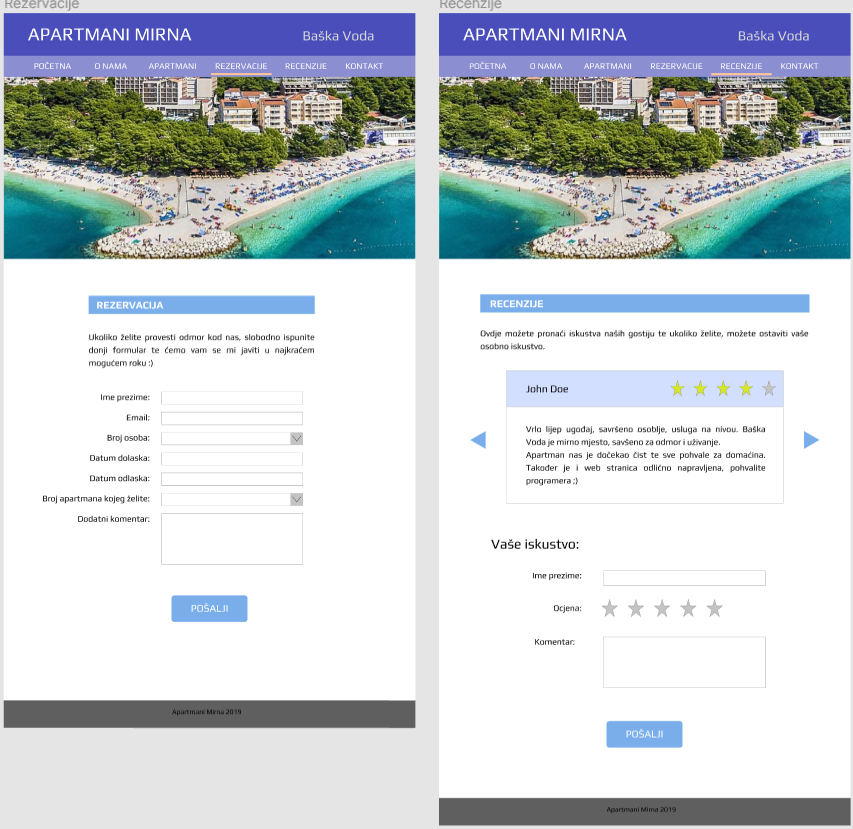 Rezervacije
APARTMANI MIRNA
Baška Voda
POČETNA O NAMA APARTMANI REZERVACIJE RECENZIJE KONTAKT
REZERVACIJA
Ukoliko želite provesti odmor kod nas, slobodno ispunite
donji formular te ćemo vam se mi javiti u najkraćem
mogućem roku :)
Ime prezime:
Email:
Broj osoba:
Datum dolaska:
Datum odlaska:
Broj apartmana kojeg želite:
Dodatni komentar:
POŠALJI
Apartmani Mirna 2019
Recenzije
APARTMANI MIRNA
Baška Voda
POČETNA O NAMA APARTMANI REZERVACIJE RECENZIJE KONTAKT
RECENZIJE
Ovdje možete pronaći iskustva naših gostiju te ukoliko želite, možete ostaviti vaše
osobno iskustvo.
John Doe
Vrlo lijep ugođaj, savršeno osoblje, usluga na nivou. Baška
Voda je mirno mjesto, savšeno za odmor i uživanje.
Apartman nas je dočekao čist te sve pohvale za domaćina.
Također je i web stranica odlično napravljena, pohvalite
programera ;)
Vaše iskustvo:
Ime prezime:
Ocjena:
Komentar:
POŠALJI
Apartmani Mirna 2019